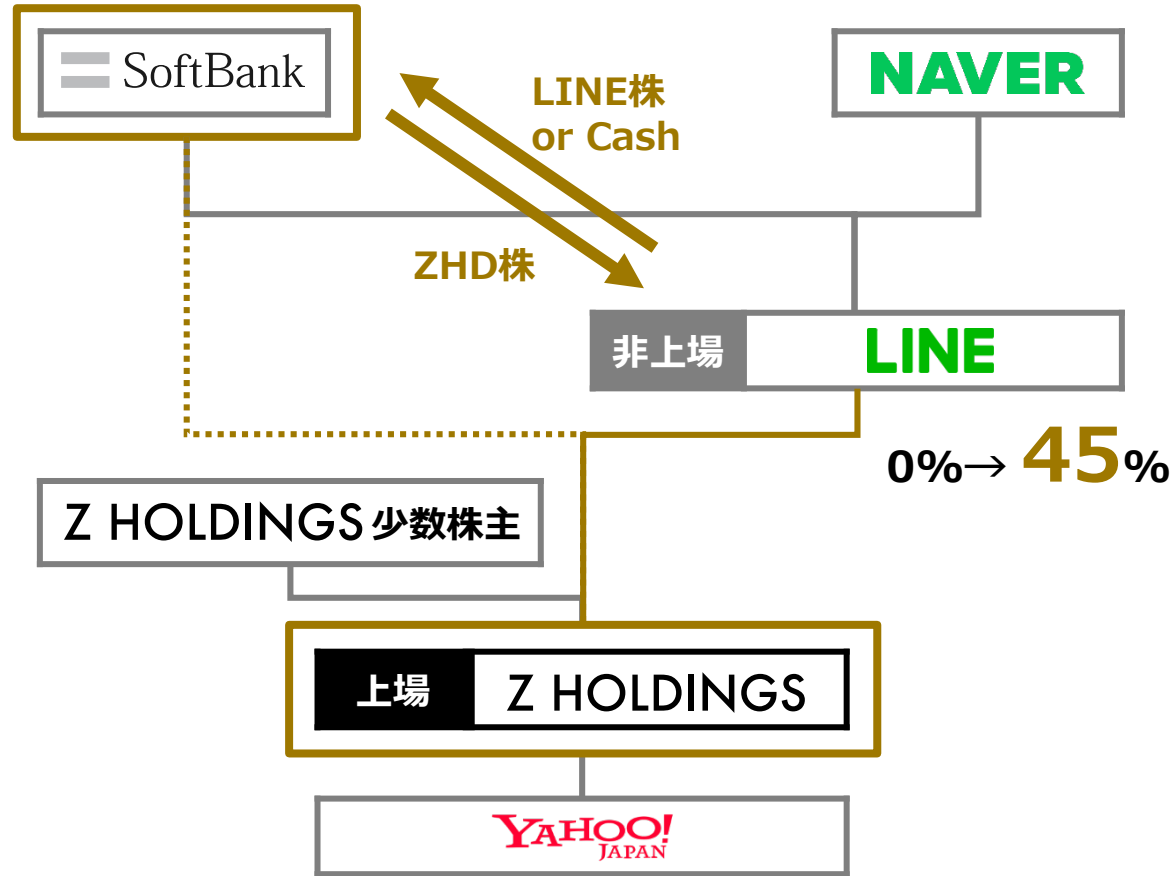 SoftBank
NAVER
LINE株
or Cash
ZHD株
非上場 LINE
0%→ 45%
Z HOLDINGS 少数株主
上場 Z HOLDINGS
YAHOO!
JAPAN